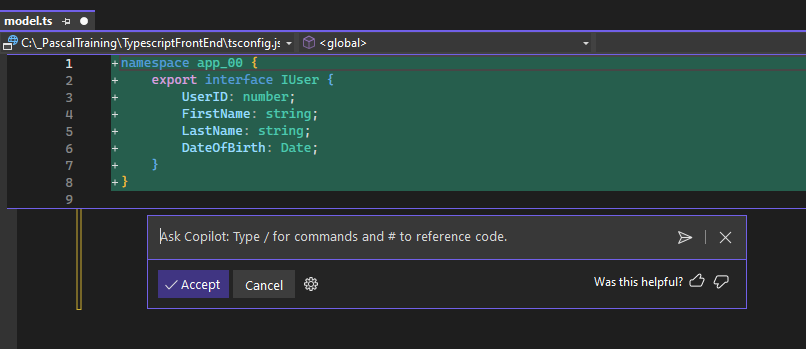 model.ts
C:\_PascalTraining\TypescriptFrontEnd\tsconfig.js
<global>
1 +namespace app_00 {
2 + export interface IUser {
3 + UserID: number;
4 + FirstName: string;
5 + LastName: string;
6 + DateOfBirth: Date;
7 + }
8 +}
9
Ask Copilot: Type / for commands and # to reference code.
Accept Cancel Was this helpful?